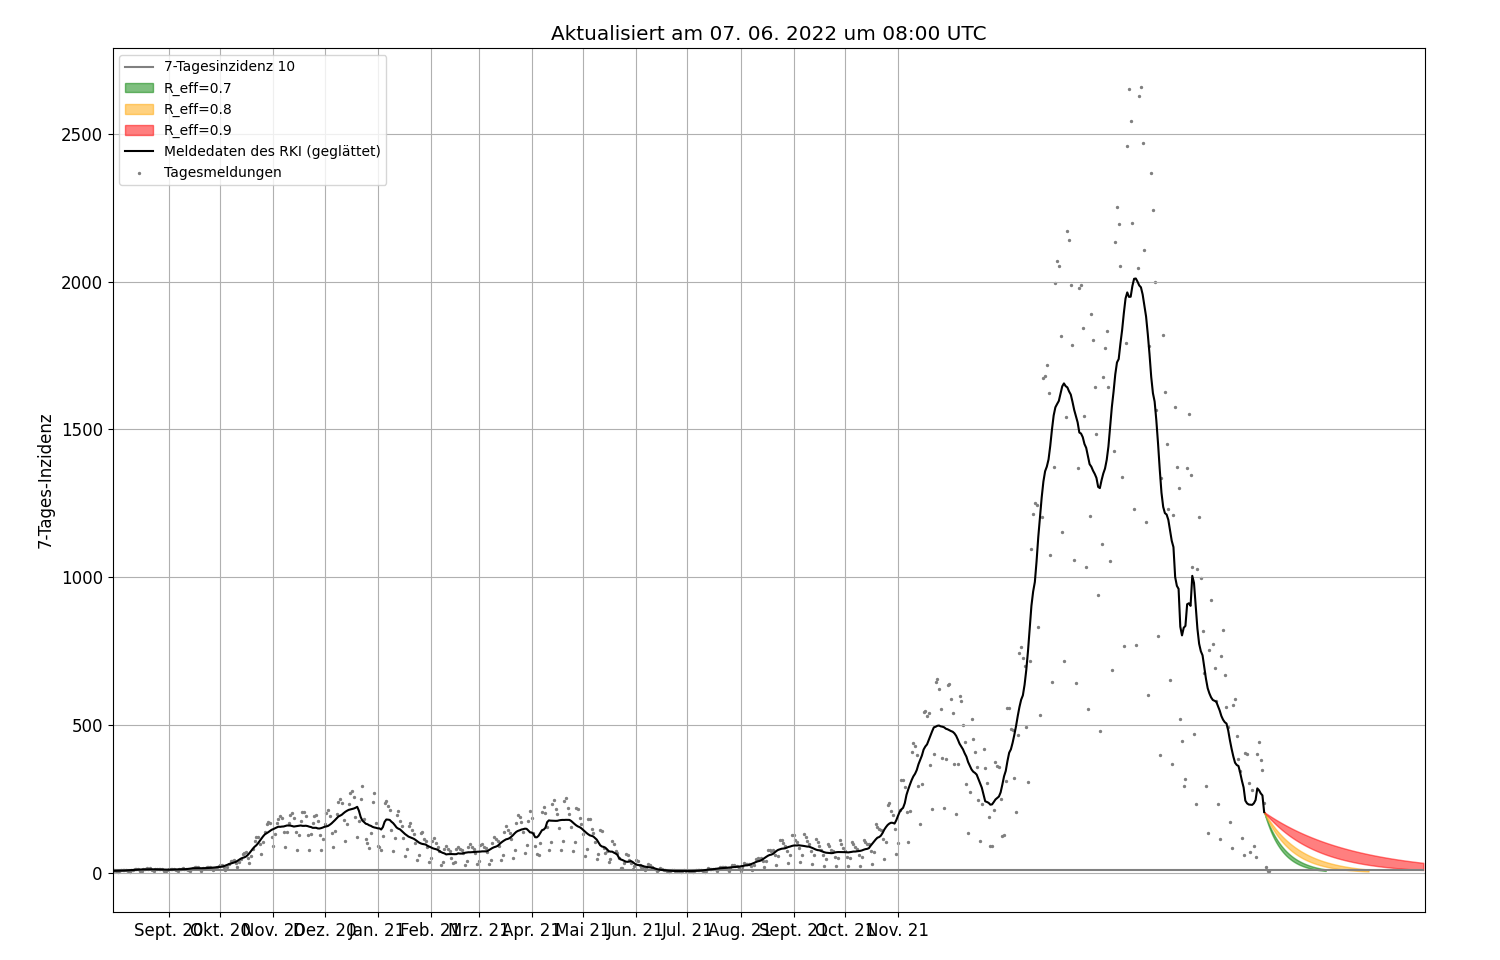 Aktualisiert am 07. 06. 2022 um 08:00 UTC
7-Tagesinzidenz 10
R_eff=0.7
R_eff=0.8
R_eff=0.9
Meldedaten des RKI (geglättet)
Tagesmeldungen
7-Tages-Inzidenz
2500
2000
1500
1000
500
0
Sept. 20 Okt. 20 Nov. 20 Dez. 20 Jan. 21 Feb. 21 Mrz. 21 Apr. 21 Mai 21 Jun. 21 Jul. 21 Aug. 21 Sept. 21 Oct. 21 Nov. 21